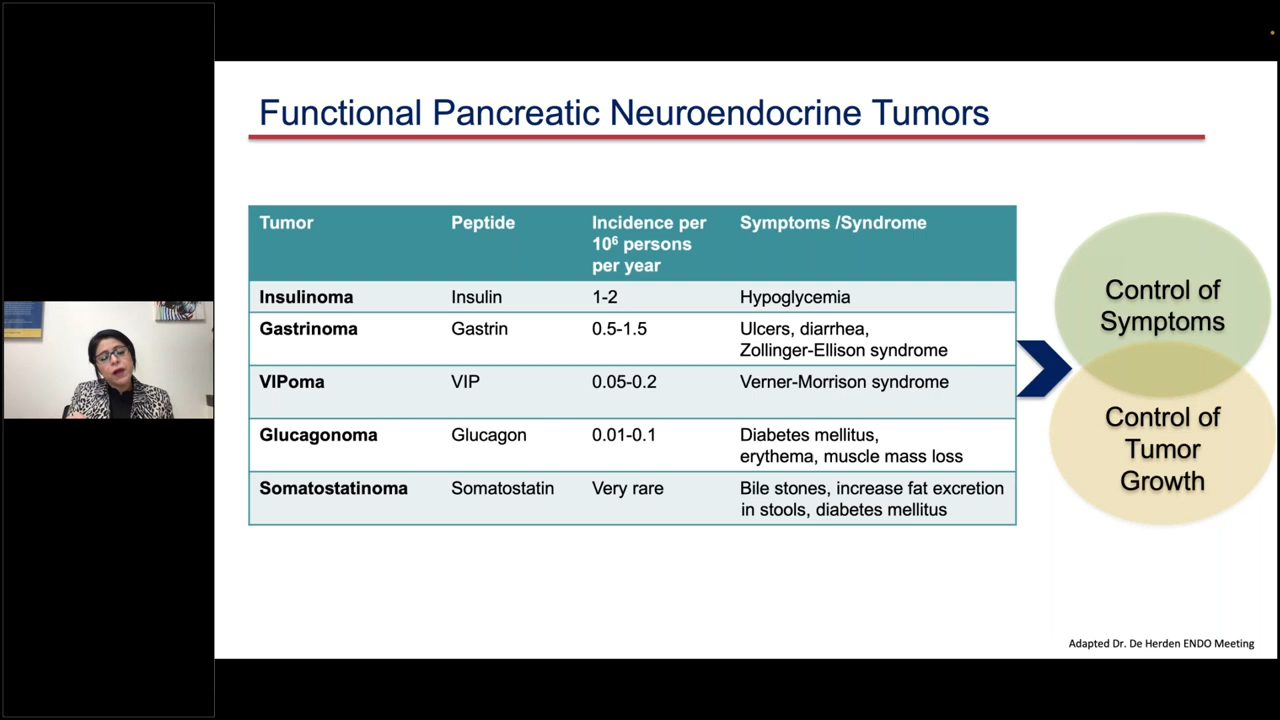 Functional Pancreatic Neuroendocrine Tumors
Tumor
Peptide
Incidence per
10⁶ persons
per year
Symptoms /Syndrome
Insulinoma
Insulin
1-2
Hypoglycemia
Gastrinoma
Gastrin
0.5-1.5
Ulcers, diarrhea,
Zollinger-Ellison syndrome
VIPoma
VIP
0.05-0.2
Verner-Morrison syndrome
Glucagonoma
Glucagon
0.01-0.1
Diabetes mellitus,
erythema, muscle mass loss
Somatostatinoma
Somatostatin
Very rare
Bile stones, increase fat excretion
in stools, diabetes mellitus
Control of
Symptoms
Control of
Tumor
Growth
Adapted Dr. De Herden ENDO Meeting